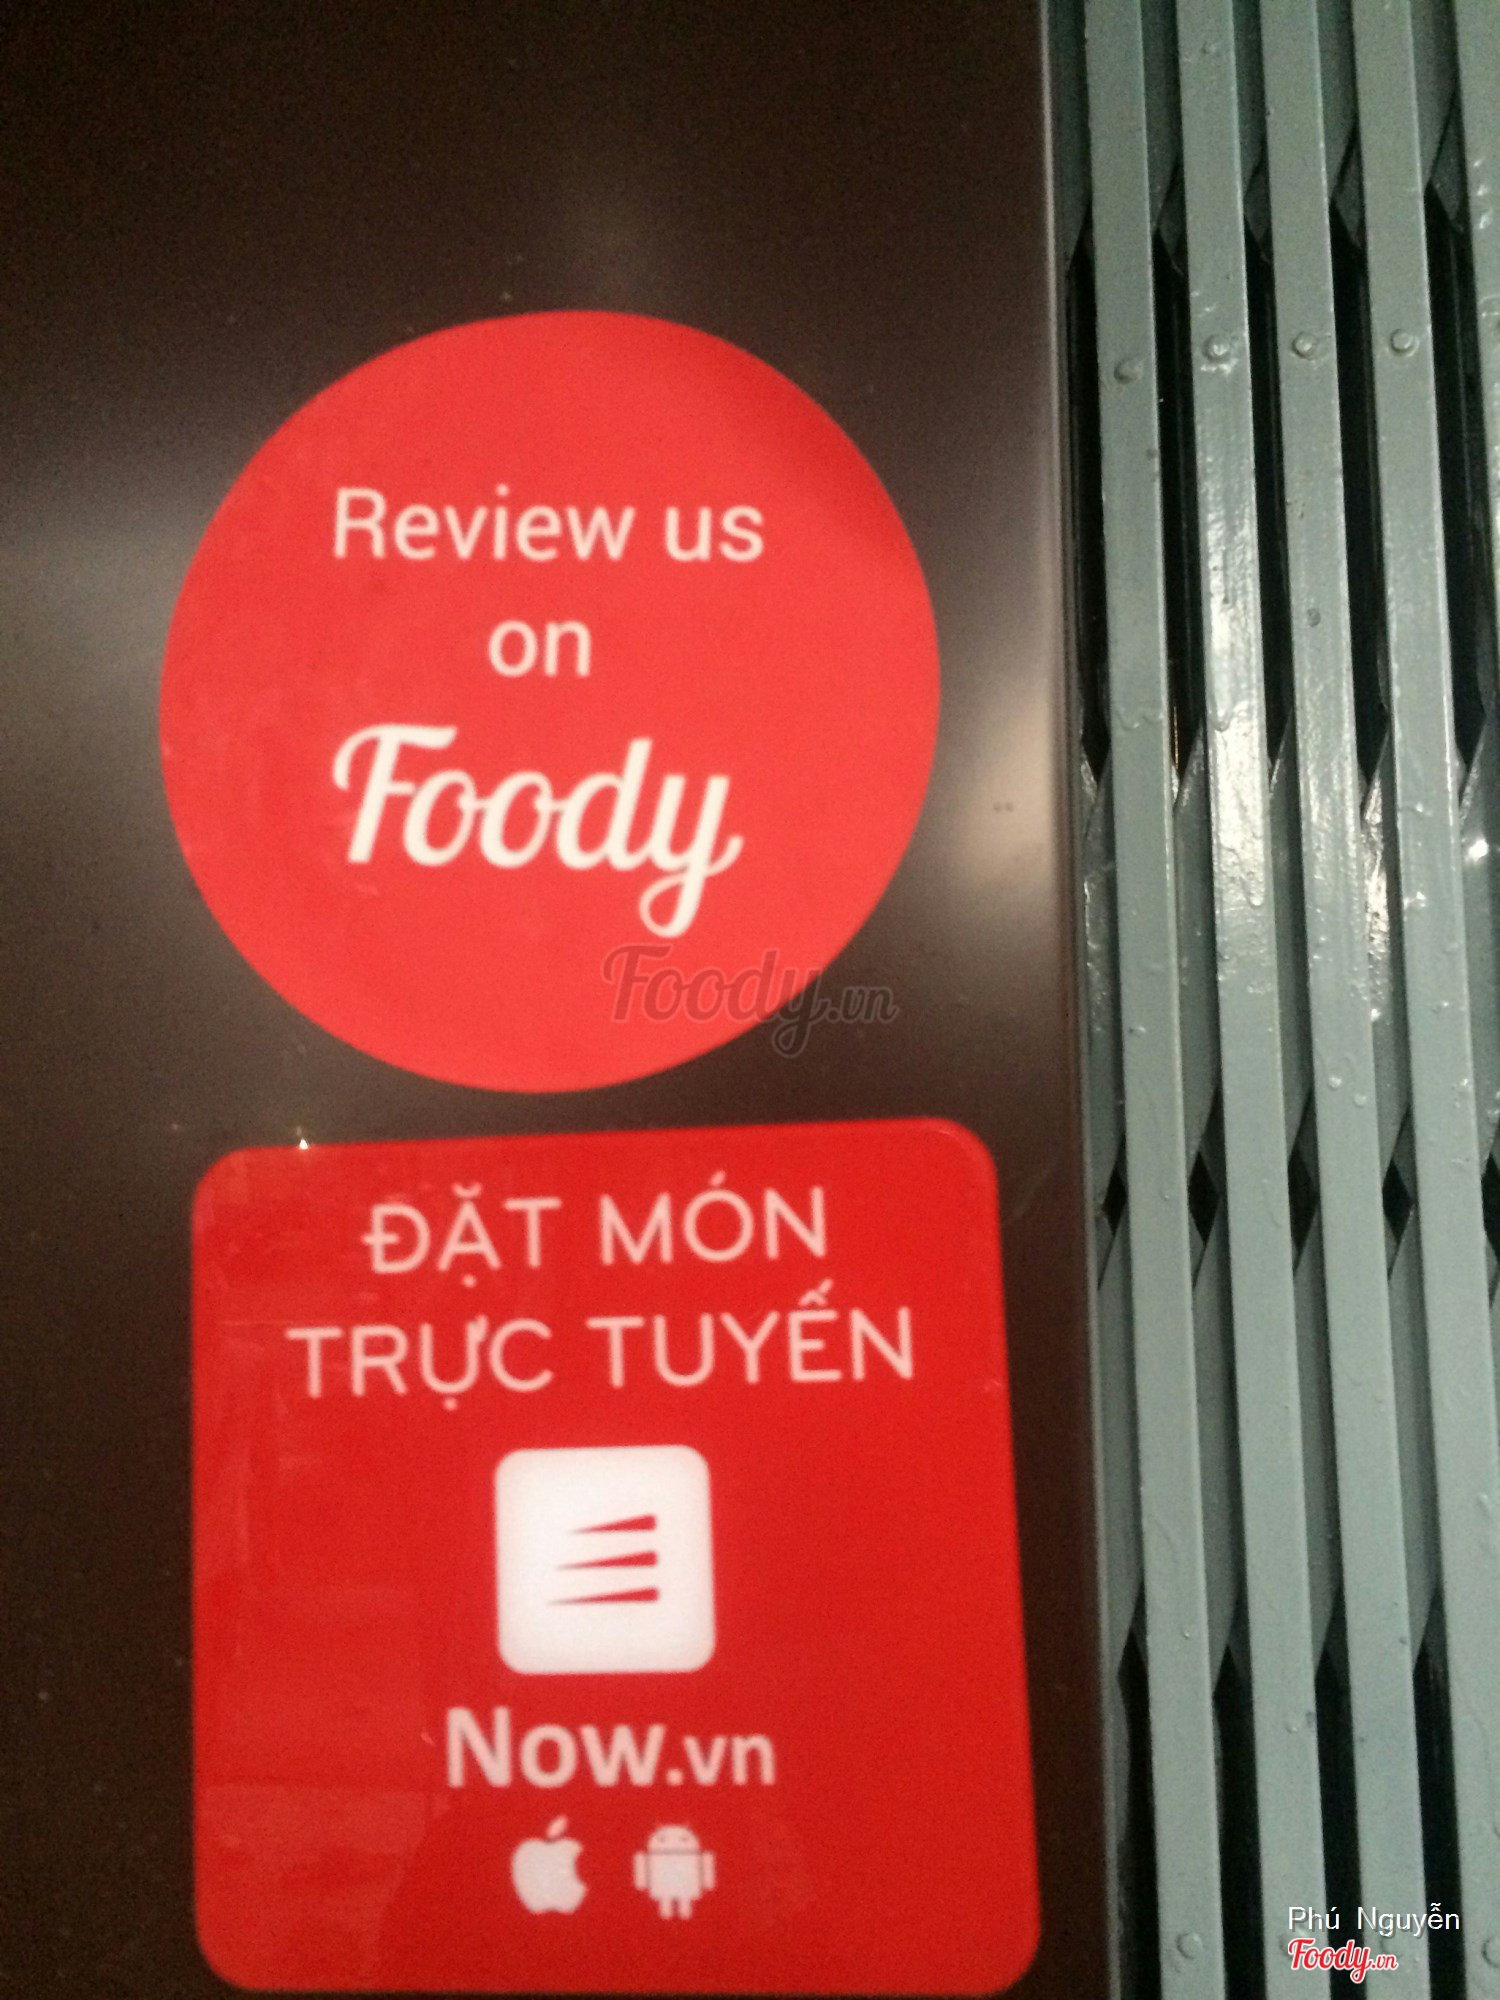 Review us
on
Foody
Foody.vn
ĐẶT MÓN
TRỰC TUYẾN
Now.vn
Phú Nguyễn
Foody.vn